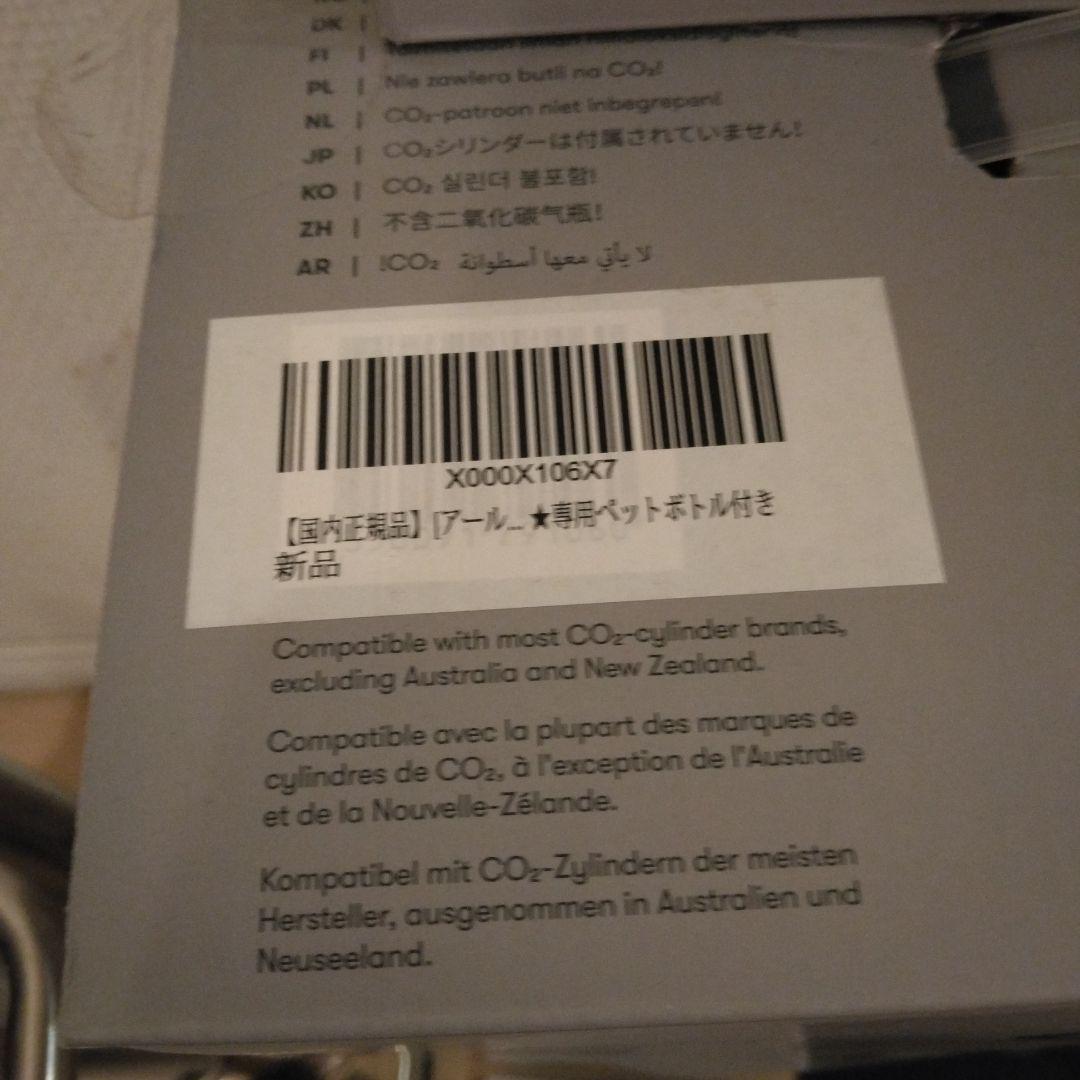 DK |
FI |
PL | Nie zawiera butli na CO₂!
NL | CO₂-patroon niet inbegrepen!
JP | CO₂シリンダーは付属されていません!
KO | CO₂ 실린더 불포함!
ZH | 不含二氧化碳气瓶!
AR | لا يأتي معها أسطوانة CO₂!
X000X106X7
【国内正規品】[アール... ★専用ペットボトル付き
新品
Compatible with most CO₂-cylinder brands,
excluding Australia and New Zealand.
Compatible avec la plupart des marques de
cylindres de CO₂, à l'exception de l'Australie
et de la Nouvelle-Zélande.
Kompatibel mit CO₂-Zylindern der meisten
Hersteller, ausgenommen in Australien und
Neuseeland.